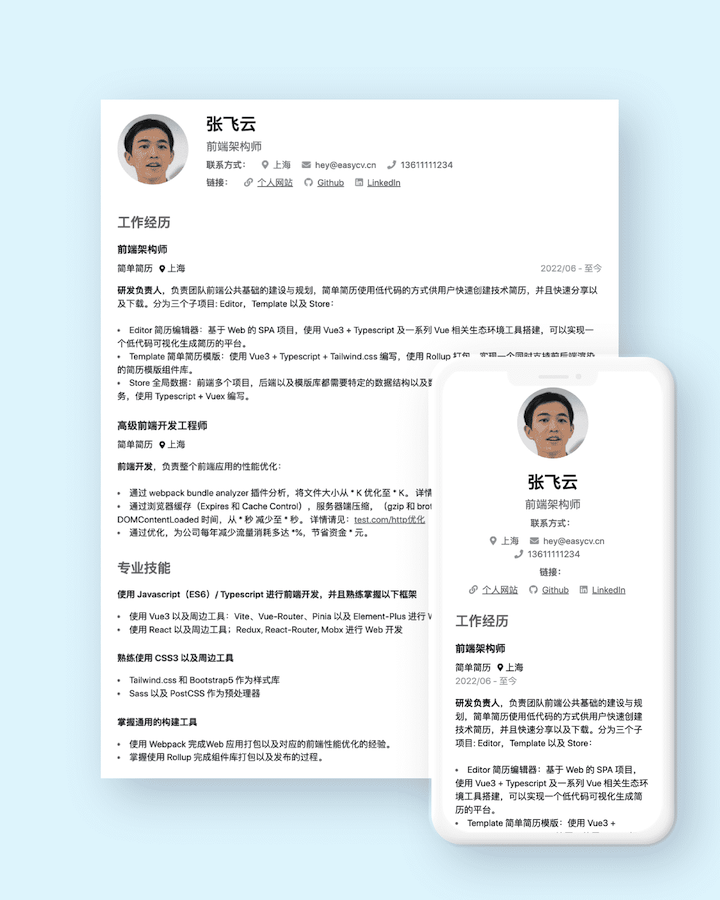 张飞云
前端架构师
联系方式： 上海 hey@easycv.cn 13611111234
链接： 个人网站 Github LinkedIn
工作经历
前端架构师
简单简历 上海 2022/06 - 至今
研发负责人，负责团队前端公共基础的建设与规划，简单简历使用低代码的方式供用户快速创建技术简历，并且快速分享以
及下载。分为三个子项目: Editor，Template 以及 Store：
• Editor 简历编辑器：基于 Web 的 SPA 项目，使用 Vue3 + Typescript 及一系列 Vue 相关生态环境工具搭建，可以实现一
个低代码可视化生成简历的平台。
• Template 简单简历模版：使用 Vue3 + Typescript + Tailwind.css 编写，使用 Rollup 打包，实现一个同时支持前后端渲染
的简历模版组件库。
• Store 全局数据：前端多个项目，后端以及模版库都需要特定的数据结构以及
务，使用 Typescript + Vuex 编写。
高级前端开发工程师
简单简历 上海
前端开发，负责整个前端应用的性能优化：
• 通过 webpack bundle analyzer 插件分析，将文件大小从 * K 优化至 * K。 详情
• 通过浏览器缓存（Expires 和 Cache Control），服务器端压缩，（gzip 和
DOMContentLoaded 时间，从 * 秒 减少至 * 秒。 详情请见：test.com/http优化
• 通过优化，为公司每年减少流量消耗多达 *%，节省资金 * 元。
专业技能
使用 Javascript（ES6）/ Typescript 进行前端开发，并且熟练掌握以下框架
• 使用 Vue3 以及周边工具：Vite、Vue-Router、Pinia 以及 Element-Plus 进行
• 使用 React 以及周边工具；Redux, React-Router, Mobx 进行 Web 开发
熟练使用 CSS3 以及周边工具
• Tailwind.css 和 Bootstrap5 作为样式库
• Sass 以及 PostCSS 作为预处理器
掌握通用的构建工具
• 使用 Webpack 完成Web 应用打包以及对应的前端性能优化的经验。
• 掌握使用 Rollup 完成组件库打包以及发布的过程。
张飞云
前端架构师
联系方式：
上海 hey@easycv.cn
13611111234
链接：
个人网站 Github LinkedIn
工作经历
前端架构师
简单简历 上海
2022/06 - 至今
研发负责人，负责团队前端公共基础的建设与规
划，简单简历使用低代码的方式供用户快速创建
技术简历，并且快速分享以及下载。分为三个子
项目: Editor，Template 以及 Store：
• Editor 简历编辑器：基于 Web 的 SPA 项目，
使用 Vue3 + Typescript 及一系列 Vue 相关生态环
境工具搭建，可以实现一个低代码可视化生成简
历的平台。
• Template 简单简历模版：使用 Vue3 +